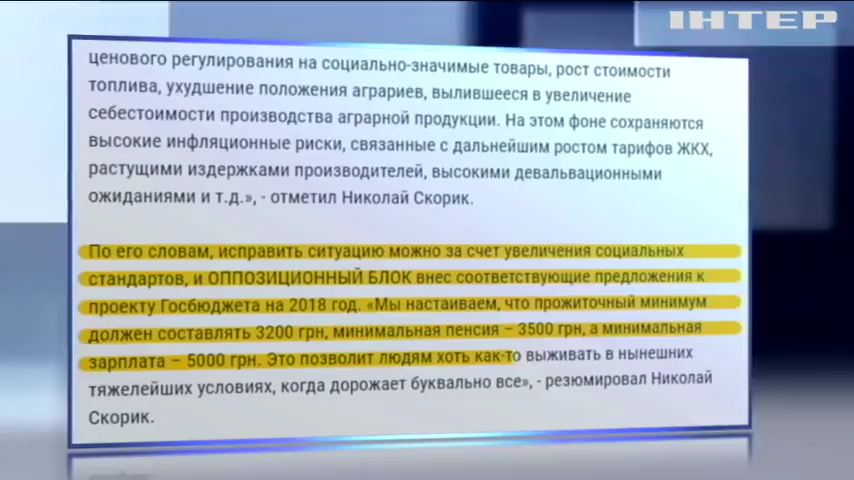 ІНТЕР
ценового регулирования на социально-значимые товары, рост стоимости
топлива, ухудшение положения аграриев, вылившееся в увеличение
себестоимости производства аграрной продукции. На этом фоне сохраняются
высокие инфляционные риски, связанные с дальнейшим ростом тарифов ЖКХ,
растущими издержками производителей, высокими девальвационными
ожиданиями и т.д.», - отметил Николай Скорик.
По его словам, исправить ситуацию можно за счет увеличения социальных
стандартов, и ОППОЗИЦИОННЫЙ БЛОК внес соответствующие предложения к
проекту Госбюджета на 2018 год. «Мы настаиваем, что прожиточный минимум
должен составлять 3200 грн, минимальная пенсия – 3500 грн, а минимальная
зарплата – 5000 грн. Это позволит людям хоть как-то выживать в нынешних
тяжелейших условиях, когда дорожает буквально все», - резюмировал Николай
Скорик.